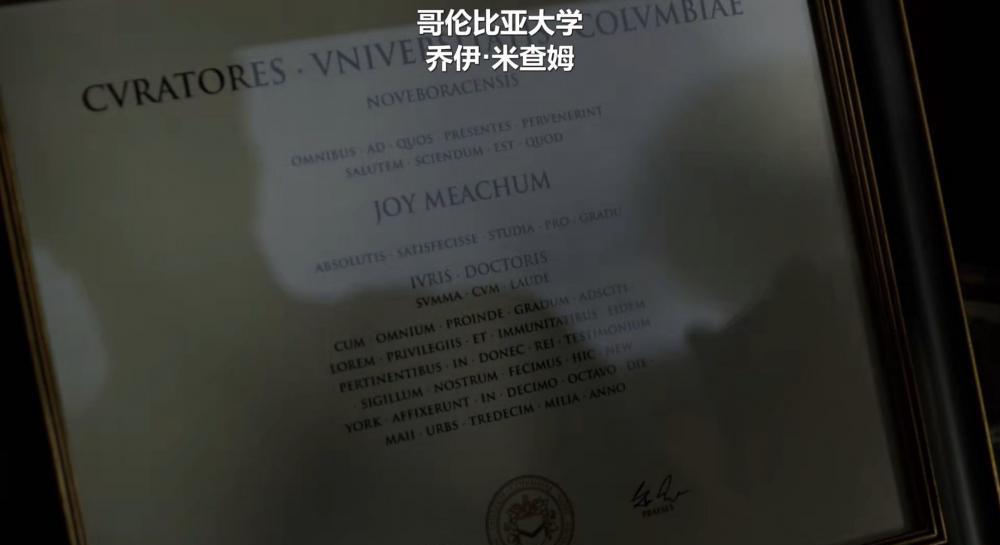 哥伦比亚大学
乔伊·米查姆
CVRATORES · VNIVERSITATIS COLVMBIAE
NOVEBORACENSIS
OMNIBUS · AD · QUOS · PRESENTES · PERVENERINT
SALUTEM · SCIENDUM · EST · QUOD
JOY MEACHUM
ABSOLUTIS · SATISFECISSE · STUDIA · PRO · GRADU
IVRIS · DOCTORIS
SVMMA · CVM · LAUDE
CUM · OMNIUM · PROINDE · GRADUM · ADSCITI
LOREM · PRIVILEGIIS · ET · IMMUNITATIBUS EIDEM
PERTINENTIBUS · IN · DONEC · REI · TESTIMONIUM
· SIGILLUM · NOSTRUM · FECIMUS · HIC · NEW
YORK · AFFIXERUNT · IN · DECIMO · OCTAVO DIE ·
MAII · URBS · TREDECIM · MILIA · ANNO
PRAESES